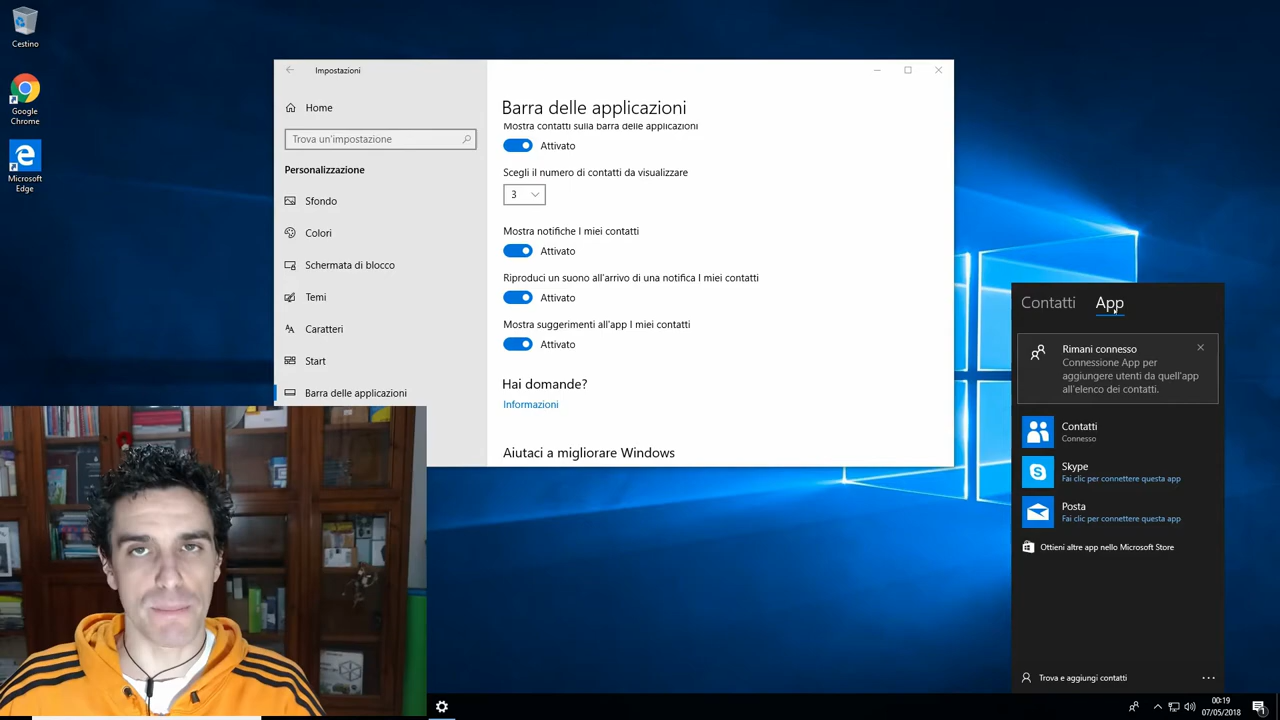 Cestino
Google
Chrome
Microsoft
Edge
Impostazioni
Home
Trova un'impostazione
Personalizzazione
Sfondo
Colori
Schermata di blocco
Temi
Caratteri
Start
Barra delle applicazioni
Barra delle applicazioni
Mostra contatti sulla barra delle applicazioni
Attivato
Scegli il numero di contatti da visualizzare
3
Mostra notifiche I miei contatti
Attivato
Riproduci un suono all'arrivo di una notifica I miei contatti
Attivato
Mostra suggerimenti all'app I miei contatti
Attivato
Hai domande?
Informazioni
Aiutaci a migliorare Windows
Contatti App
Rimani connesso
Connessione App per
aggiungere utenti da quell'app
all'elenco dei contatti.
Contatti
Connesso
Skype
Fai clic per connettere questa app
Posta
Fai clic per connettere questa app
Ottieni altre app nello Microsoft Store
Trova e aggiungi contatti
00:19
07/05/2018